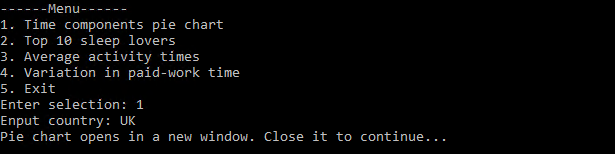 ------Menu------
1. Time components pie chart
2. Top 10 sleep lovers
3. Average activity times
4. Variation in paid-work time
5. Exit
Enter selection: 1
Enput country: UK
Pie chart opens in a new window. Close it to continue...